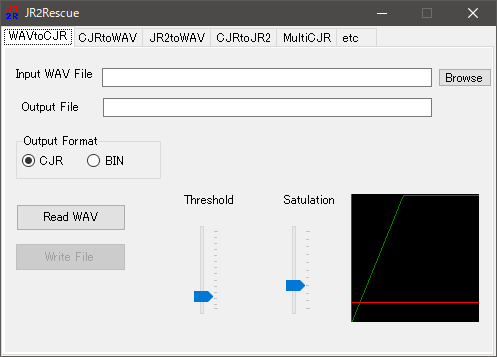 JR2Rescue
WAVtoCJR CJRtoWAV JR2toWAV CJRtoJR2 MultiCJR etc
Input WAV File Browse
Output File
Output Format
CJR BIN
Threshold Satulation
Read WAV
Write File